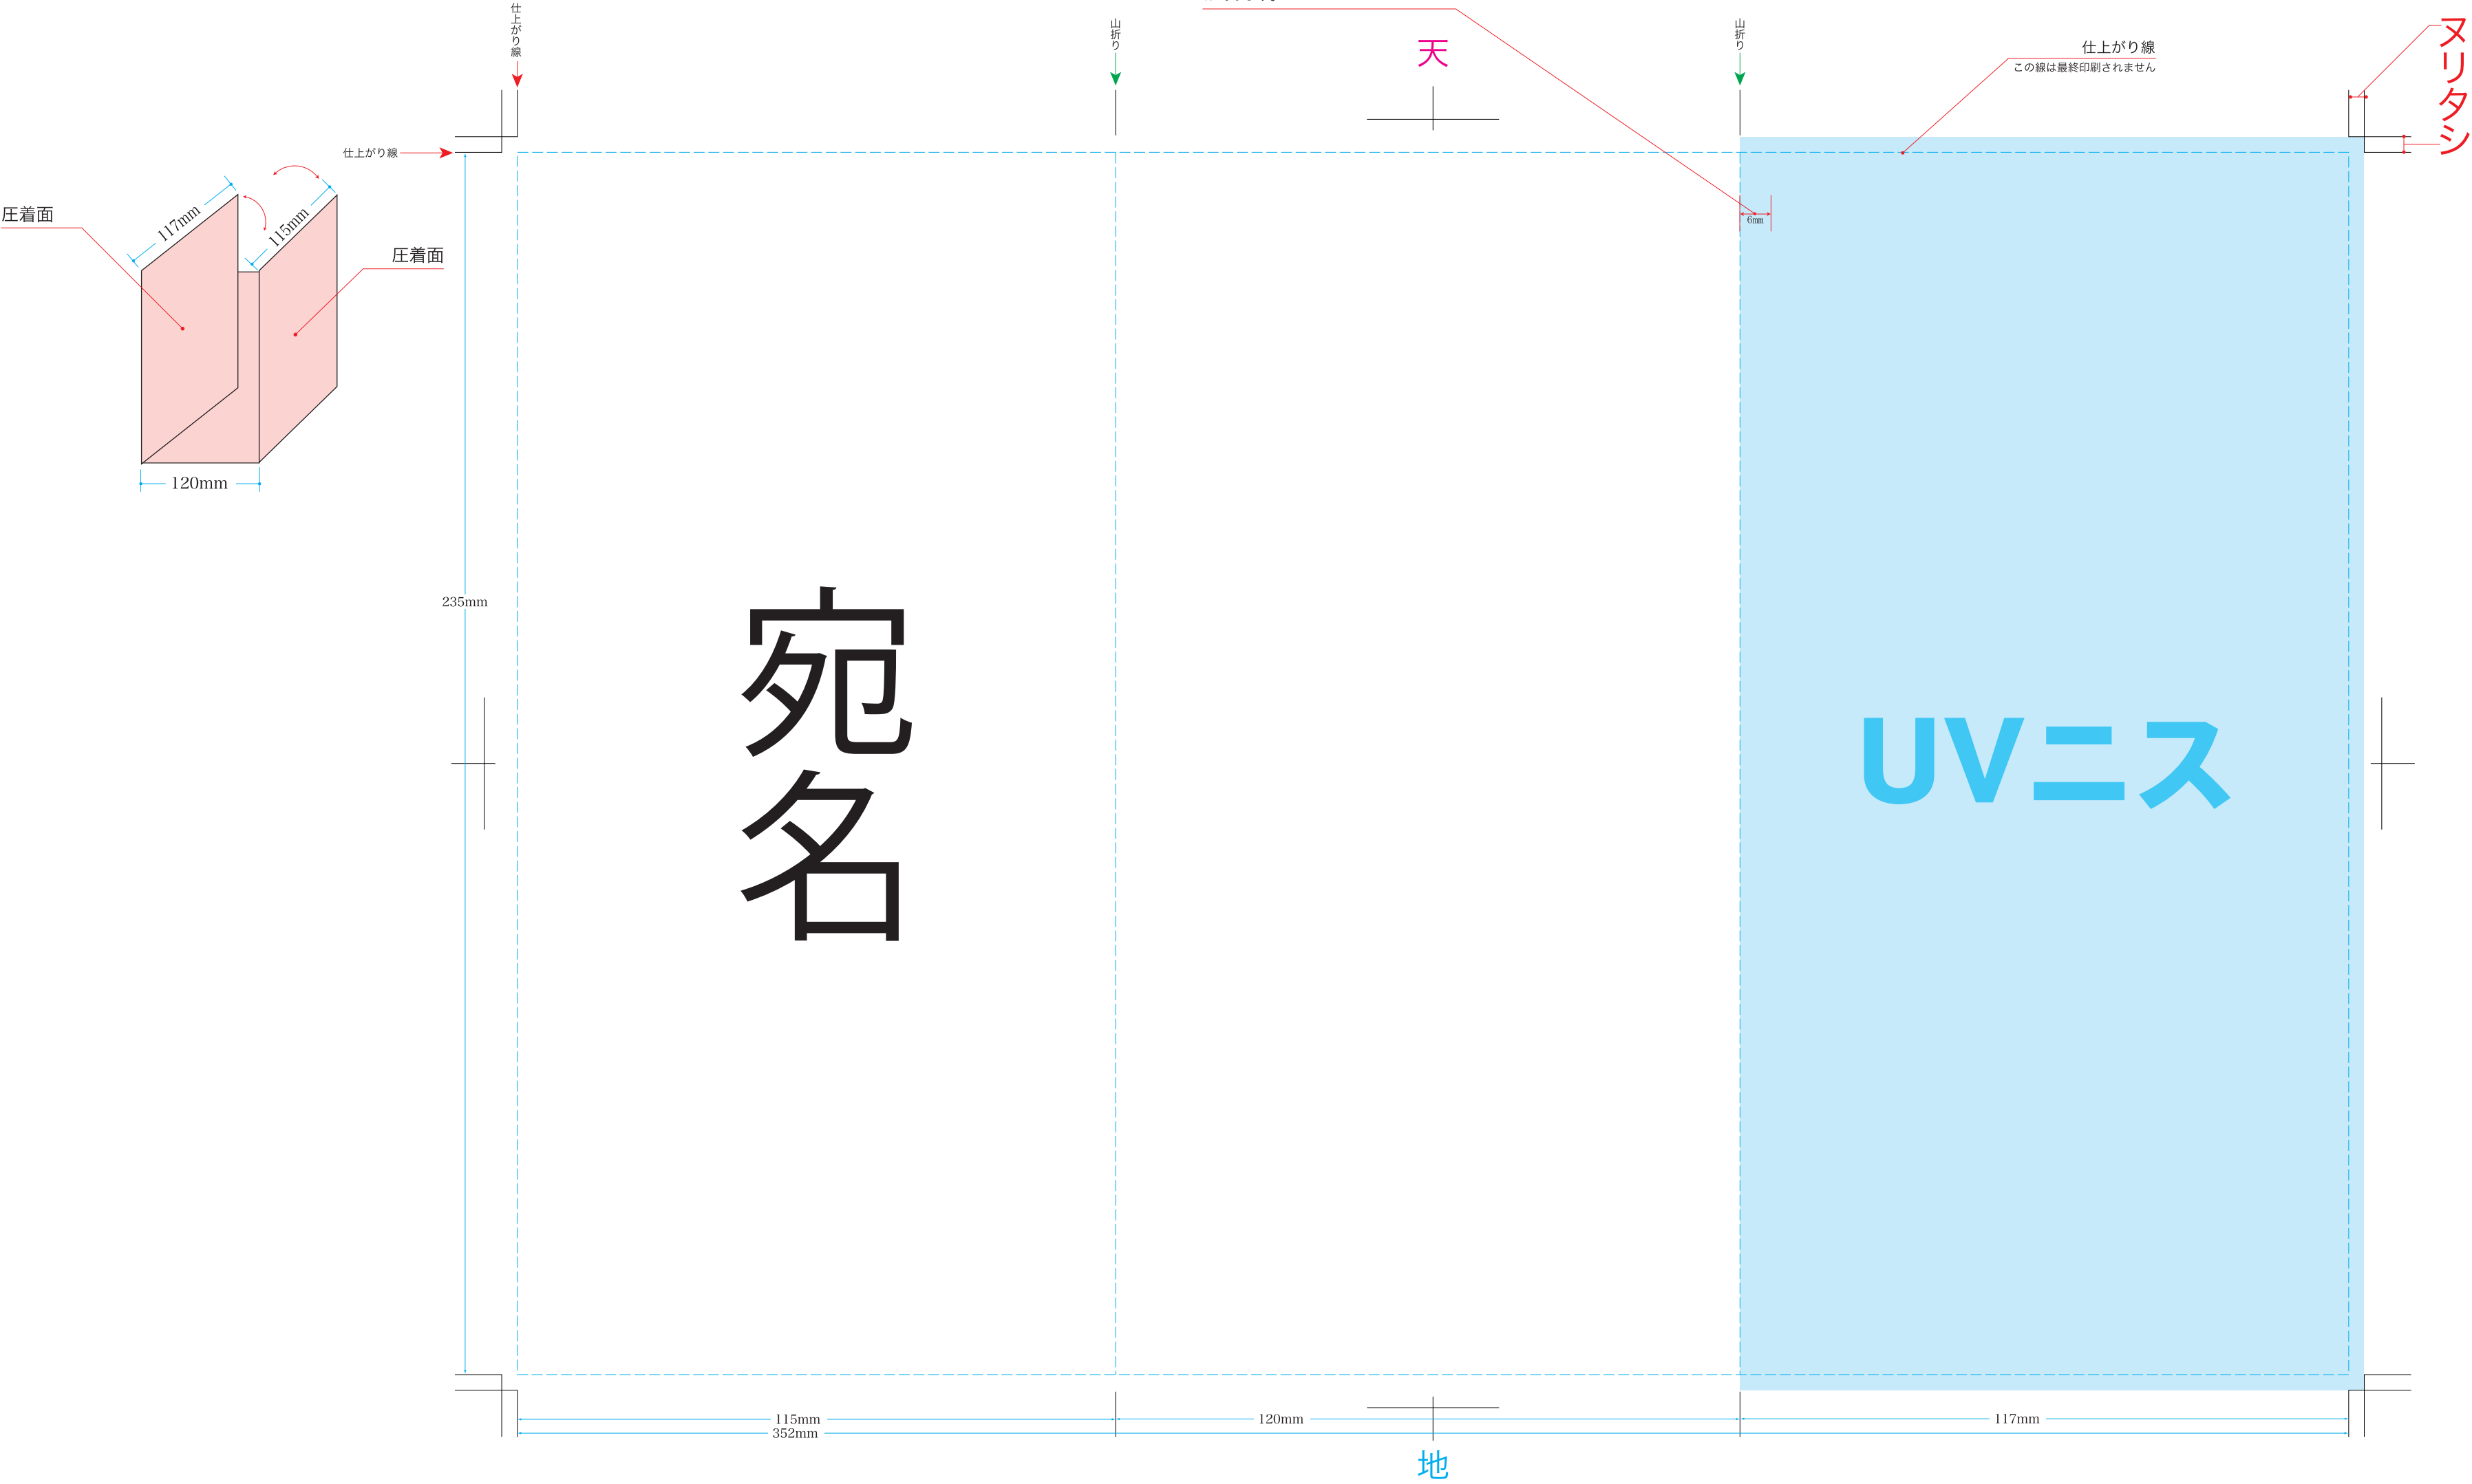 仕上がり線
山折り
天
山折り
仕上がり線
この線は最終印刷されません
ヌリタシ
仕上がり線
圧着面
117mm
115mm
圧着面
120mm
6mm
235mm
宛名
UVニス
115mm
120mm
117mm
352mm
地